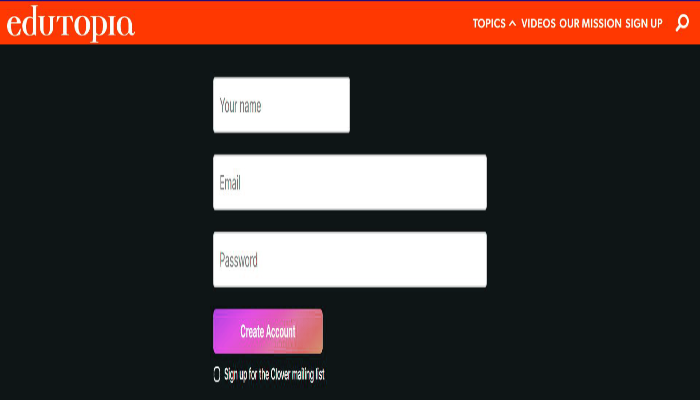 edutopia
TOPICS VIDEOS OUR MISSION SIGN UP
Your name
Email
Password
Create Account
Sign up for the Clover mailing list